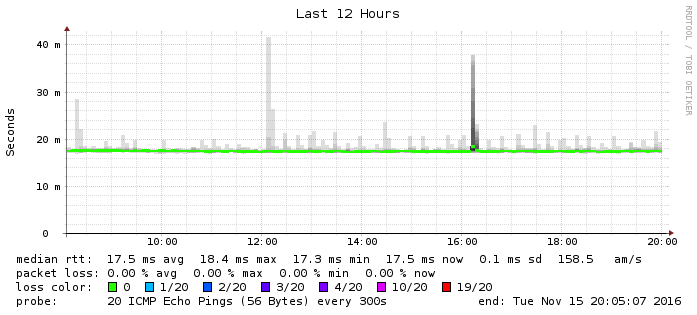 Last 12 Hours
RRDTOOL / TOBI OETIKER
Seconds
40 m
30 m
20 m
10 m
0
10:00 12:00 14:00 16:00 18:00 20:00
median rtt: 17.5 ms avg 18.4 ms max 17.3 ms min 17.5 ms now 0.1 ms sd 158.5 am/s
packet loss: 0.00 % avg 0.00 % max 0.00 % min 0.00 % now
loss color: 0 1/20 2/20 3/20 4/20 10/20 19/20
probe: 20 ICMP Echo Pings (56 Bytes) every 300s end: Tue Nov 15 20:05:07 2016